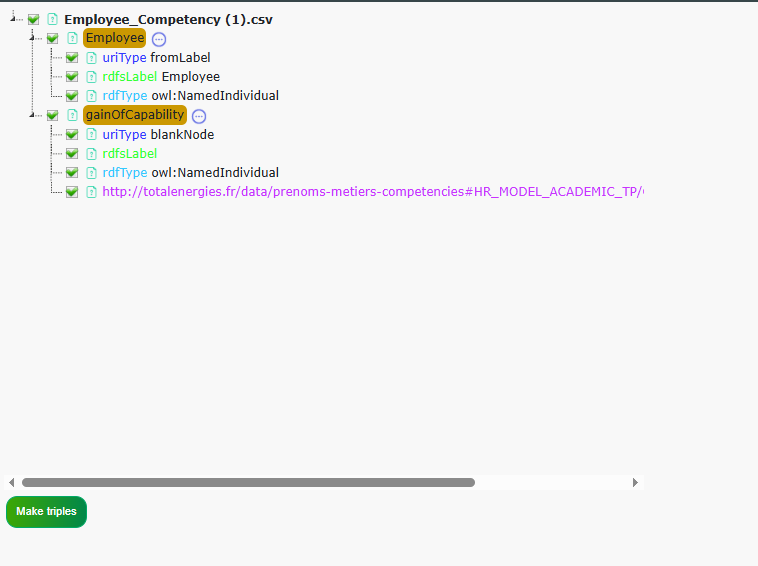 Employee_Competency (1).csv
Employee
uriType fromLabel
rdfsLabel Employee
rdfType owl:NamedIndividual
gainOfCapability
uriType blankNode
rdfsLabel
rdfType owl:NamedIndividual
http://totalenergies.fr/data/prenoms-metiers-competencies#HR_MODEL_ACADEMIC_TP/
Make triples